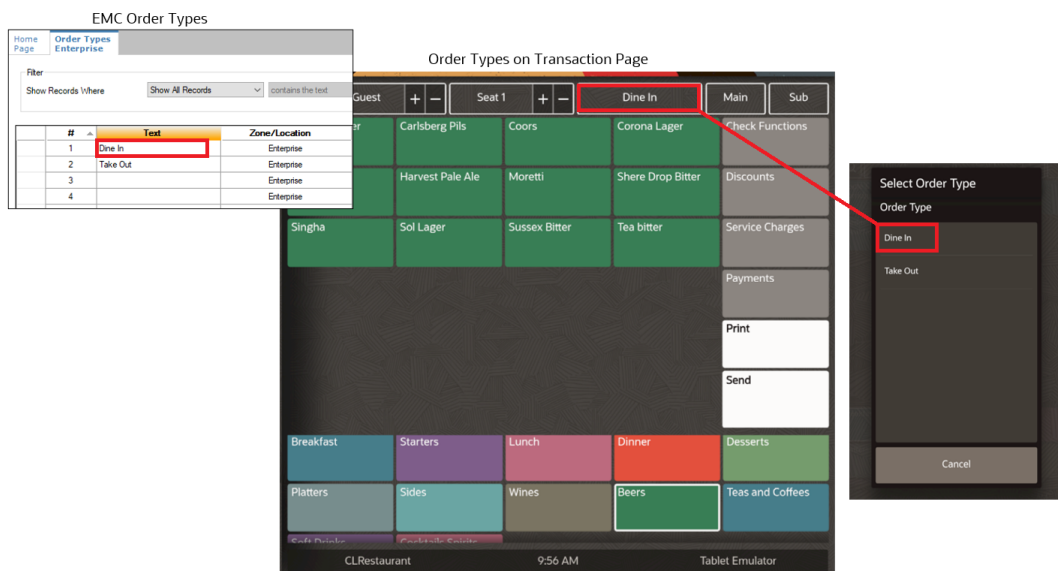 EMC Order Types
Home
Page
Order Types
Enterprise
Filter
Show Records Where
Show All Records
contains the text
# Text Zone/Location
1 Dine In Enterprise
2 Take Out Enterprise
3 Enterprise
4 Enterprise
Order Types on Transaction Page
Guest + − Seat 1 + − Dine In Main Sub
Carlsberg Pils Coors Corona Lager Check Functions
Harvest Pale Ale Moretti Shere Drop Bitter Discounts
Singha Sol Lager Sussex Bitter Tea bitter Service Charges
Payments
Print
Send
Breakfast Starters Lunch Dinner Desserts
Platters Sides Wines Beers Teas and Coffees
Soft Drinks Cocktails Spirits
CLRestaurant 9:56 AM Tablet Emulator
Select Order Type
Order Type
Dine In
Take Out
Cancel